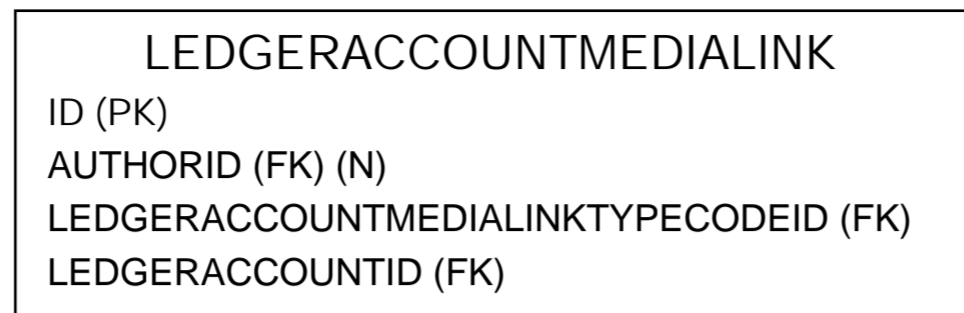 LEDGERACCOUNTMEDIALINK
ID (PK)
AUTHORID (FK) (N)
LEDGERACCOUNTMEDIALINKTYPECODEID (FK)
LEDGERACCOUNTID (FK)